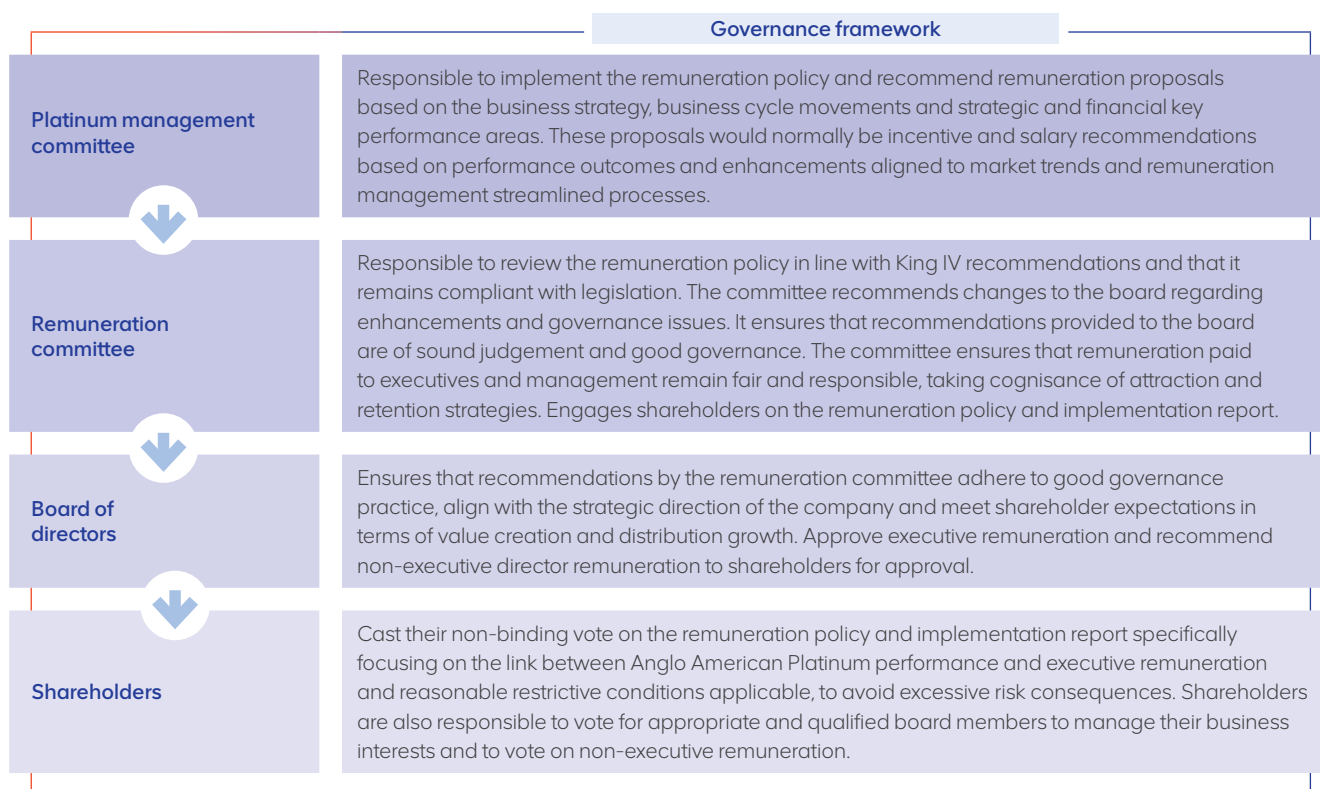 Governance framework
Platinum management
committee
Responsible to implement the remuneration policy and recommend remuneration proposals
based on the business strategy, business cycle movements and strategic and financial key
performance areas. These proposals would normally be incentive and salary recommendations
based on performance outcomes and enhancements aligned to market trends and remuneration
management streamlined processes.
Remuneration
committee
Responsible to review the remuneration policy in line with King IV recommendations and that it
remains compliant with legislation. The committee recommends changes to the board regarding
enhancements and governance issues. It ensures that recommendations provided to the board
are of sound judgement and good governance. The committee ensures that remuneration paid
to executives and management remain fair and responsible, taking cognisance of attraction and
retention strategies. Engages shareholders on the remuneration policy and implementation report.
Board of
directors
Ensures that recommendations by the remuneration committee adhere to good governance
practice, align with the strategic direction of the company and meet shareholder expectations in
terms of value creation and distribution growth. Approve executive remuneration and recommend
non-executive director remuneration to shareholders for approval.
Shareholders
Cast their non-binding vote on the remuneration policy and implementation report specifically
focusing on the link between Anglo American Platinum performance and executive remuneration
and reasonable restrictive conditions applicable, to avoid excessive risk consequences. Shareholders
are also responsible to vote for appropriate and qualified board members to manage their business
interests and to vote on non-executive remuneration.